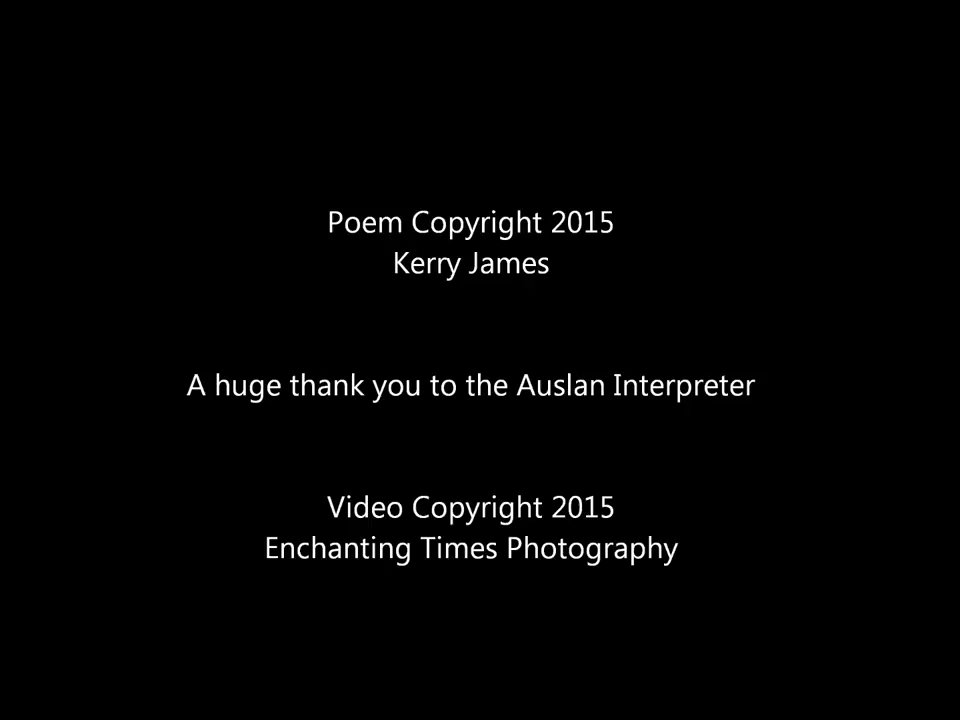 Poem Copyright 2015
Kerry James
A huge thank you to the Auslan Interpreter
Video Copyright 2015
Enchanting Times Photography